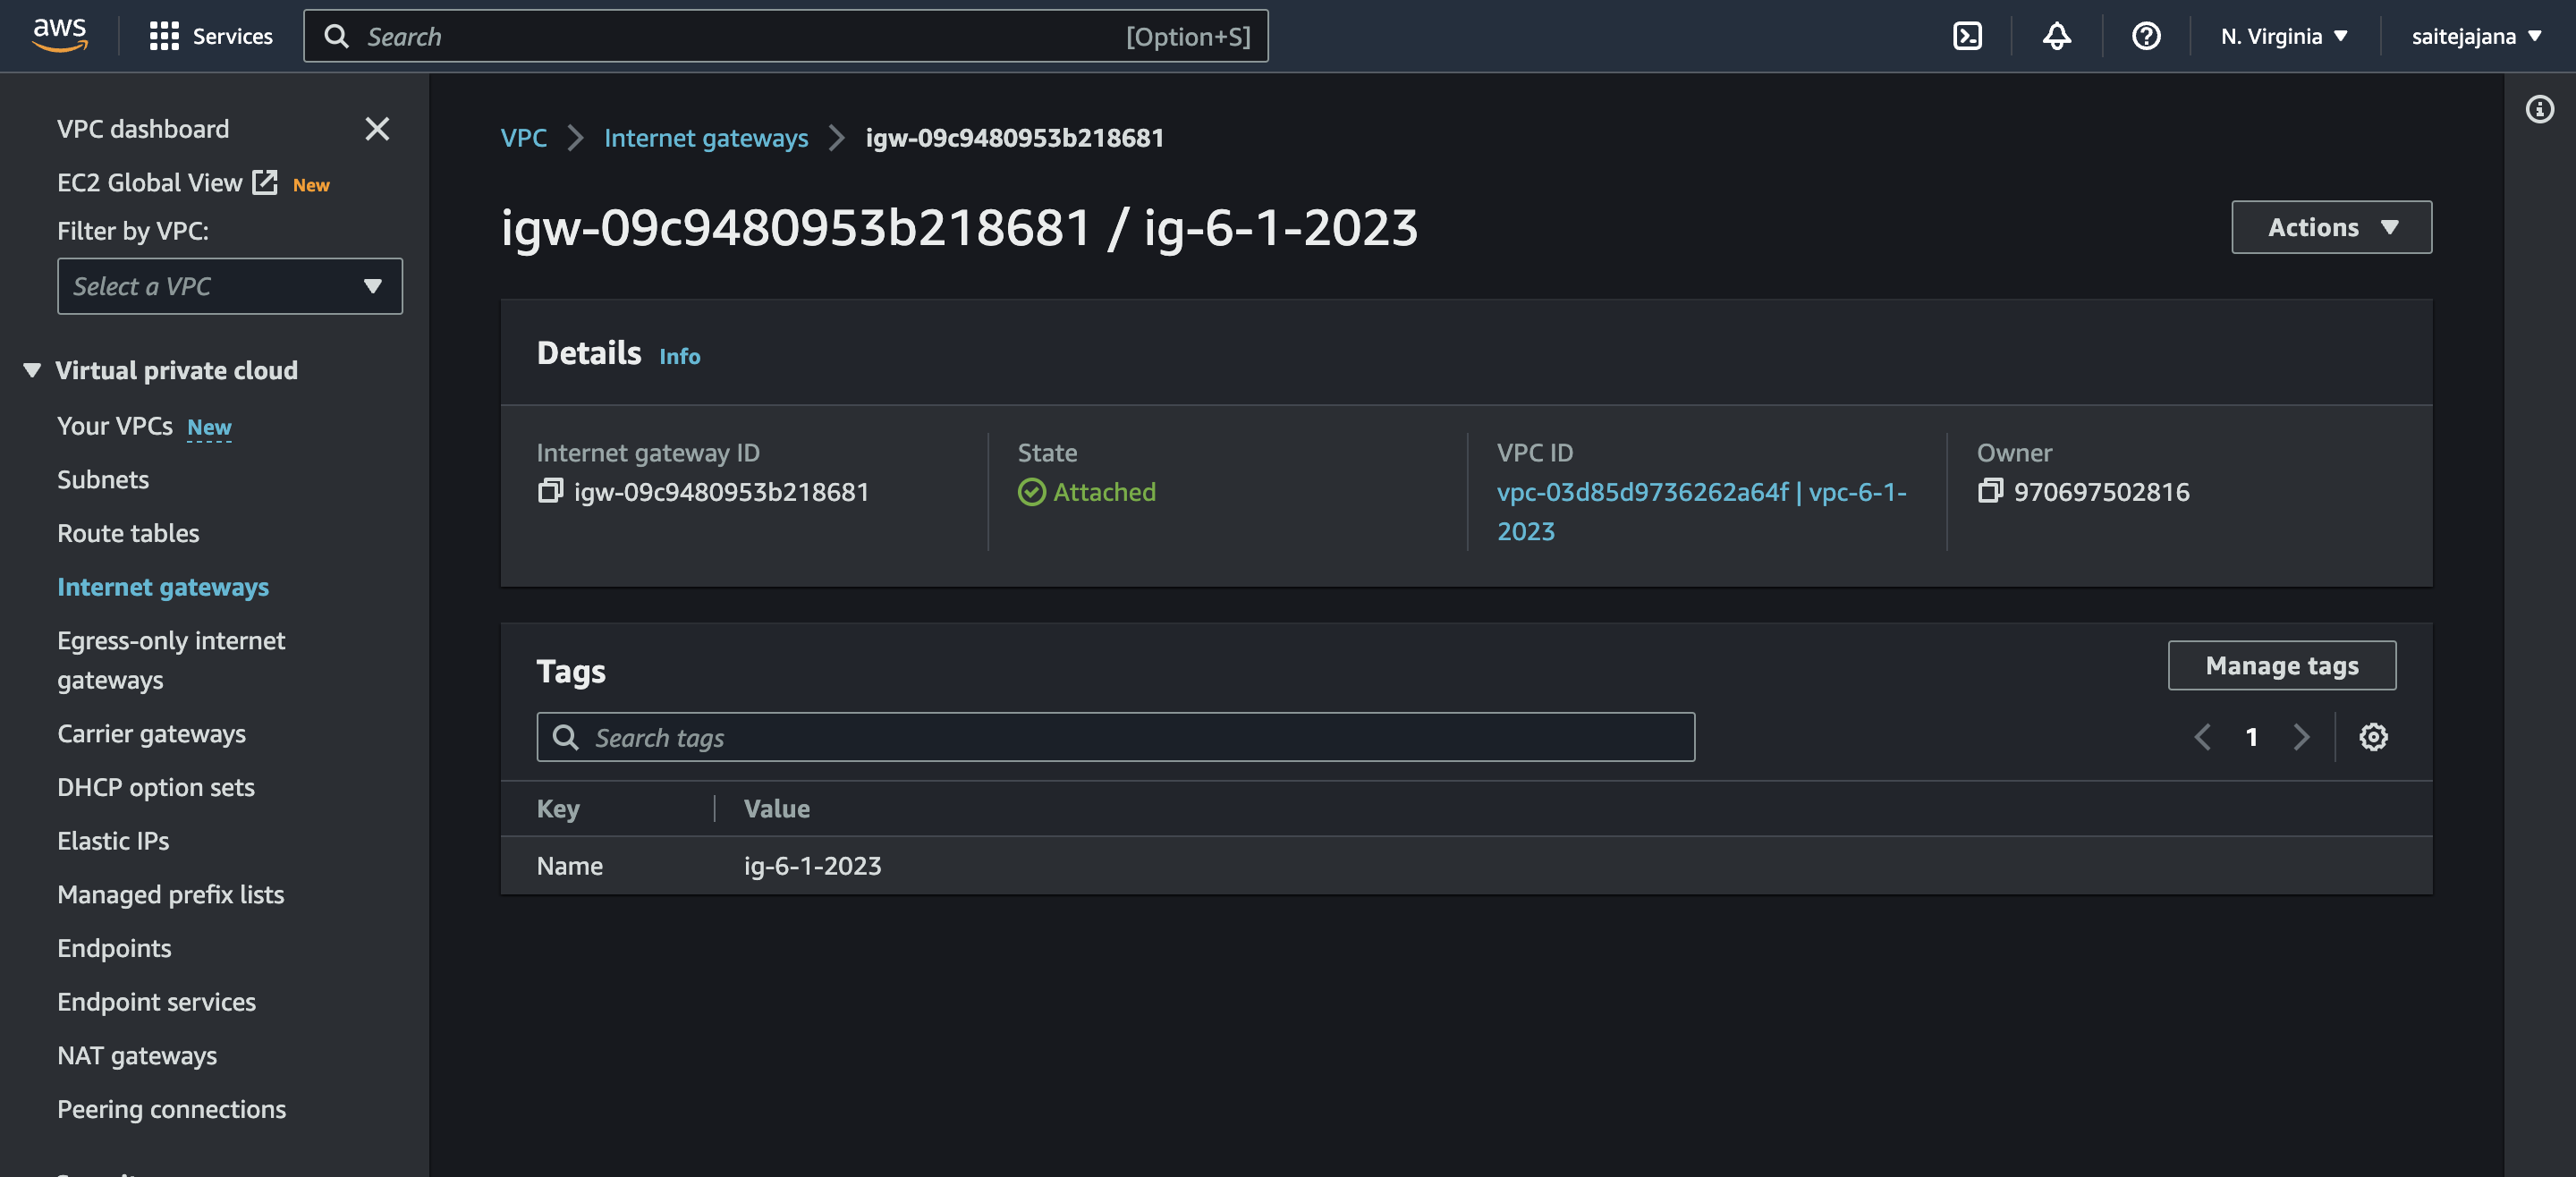 aws
Services
Search
[Option+S]
N. Virginia
saitejajana
VPC dashboard
EC2 Global View New
Filter by VPC:
Select a VPC
Virtual private cloud
Your VPCs New
Subnets
Route tables
Internet gateways
Egress-only internet
gateways
Carrier gateways
DHCP option sets
Elastic IPs
Managed prefix lists
Endpoints
Endpoint services
NAT gateways
Peering connections
VPC
Internet gateways
igw-09c9480953b218681
igw-09c9480953b218681 / ig-6-1-2023
Actions
Details Info
Internet gateway ID
igw-09c9480953b218681
State
Attached
VPC ID
vpc-03d85d9736262a64f | vpc-6-1-
2023
Owner
970697502816
Tags
Manage tags
Search tags
1
Key
Value
Name
ig-6-1-2023